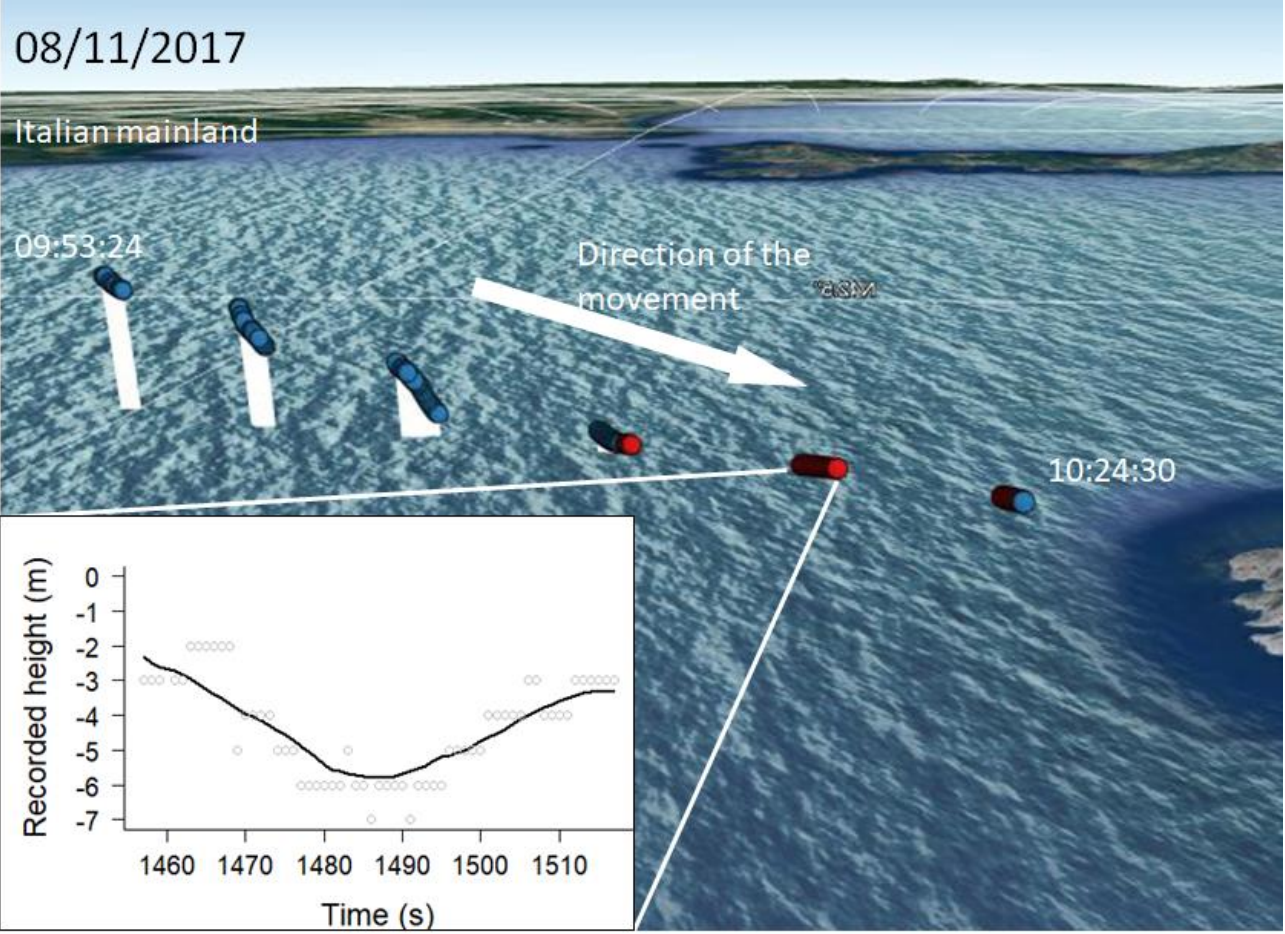 08/11/2017
Italian mainland
09:53:24
Direction of the
movement
10:24:30
Recorded height (m)
0
-1
-2
-3
-4
-5
-6
-7
1460 1470 1480 1490 1500 1510
Time (s)